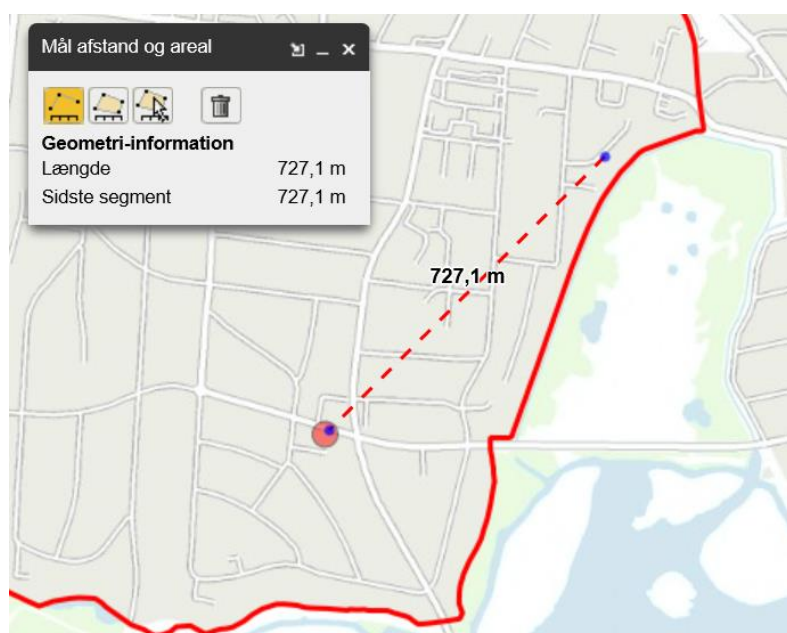 Mål afstand og areal
Geometri-information
Længde 727,1 m
Sidste segment 727,1 m
727,1 m